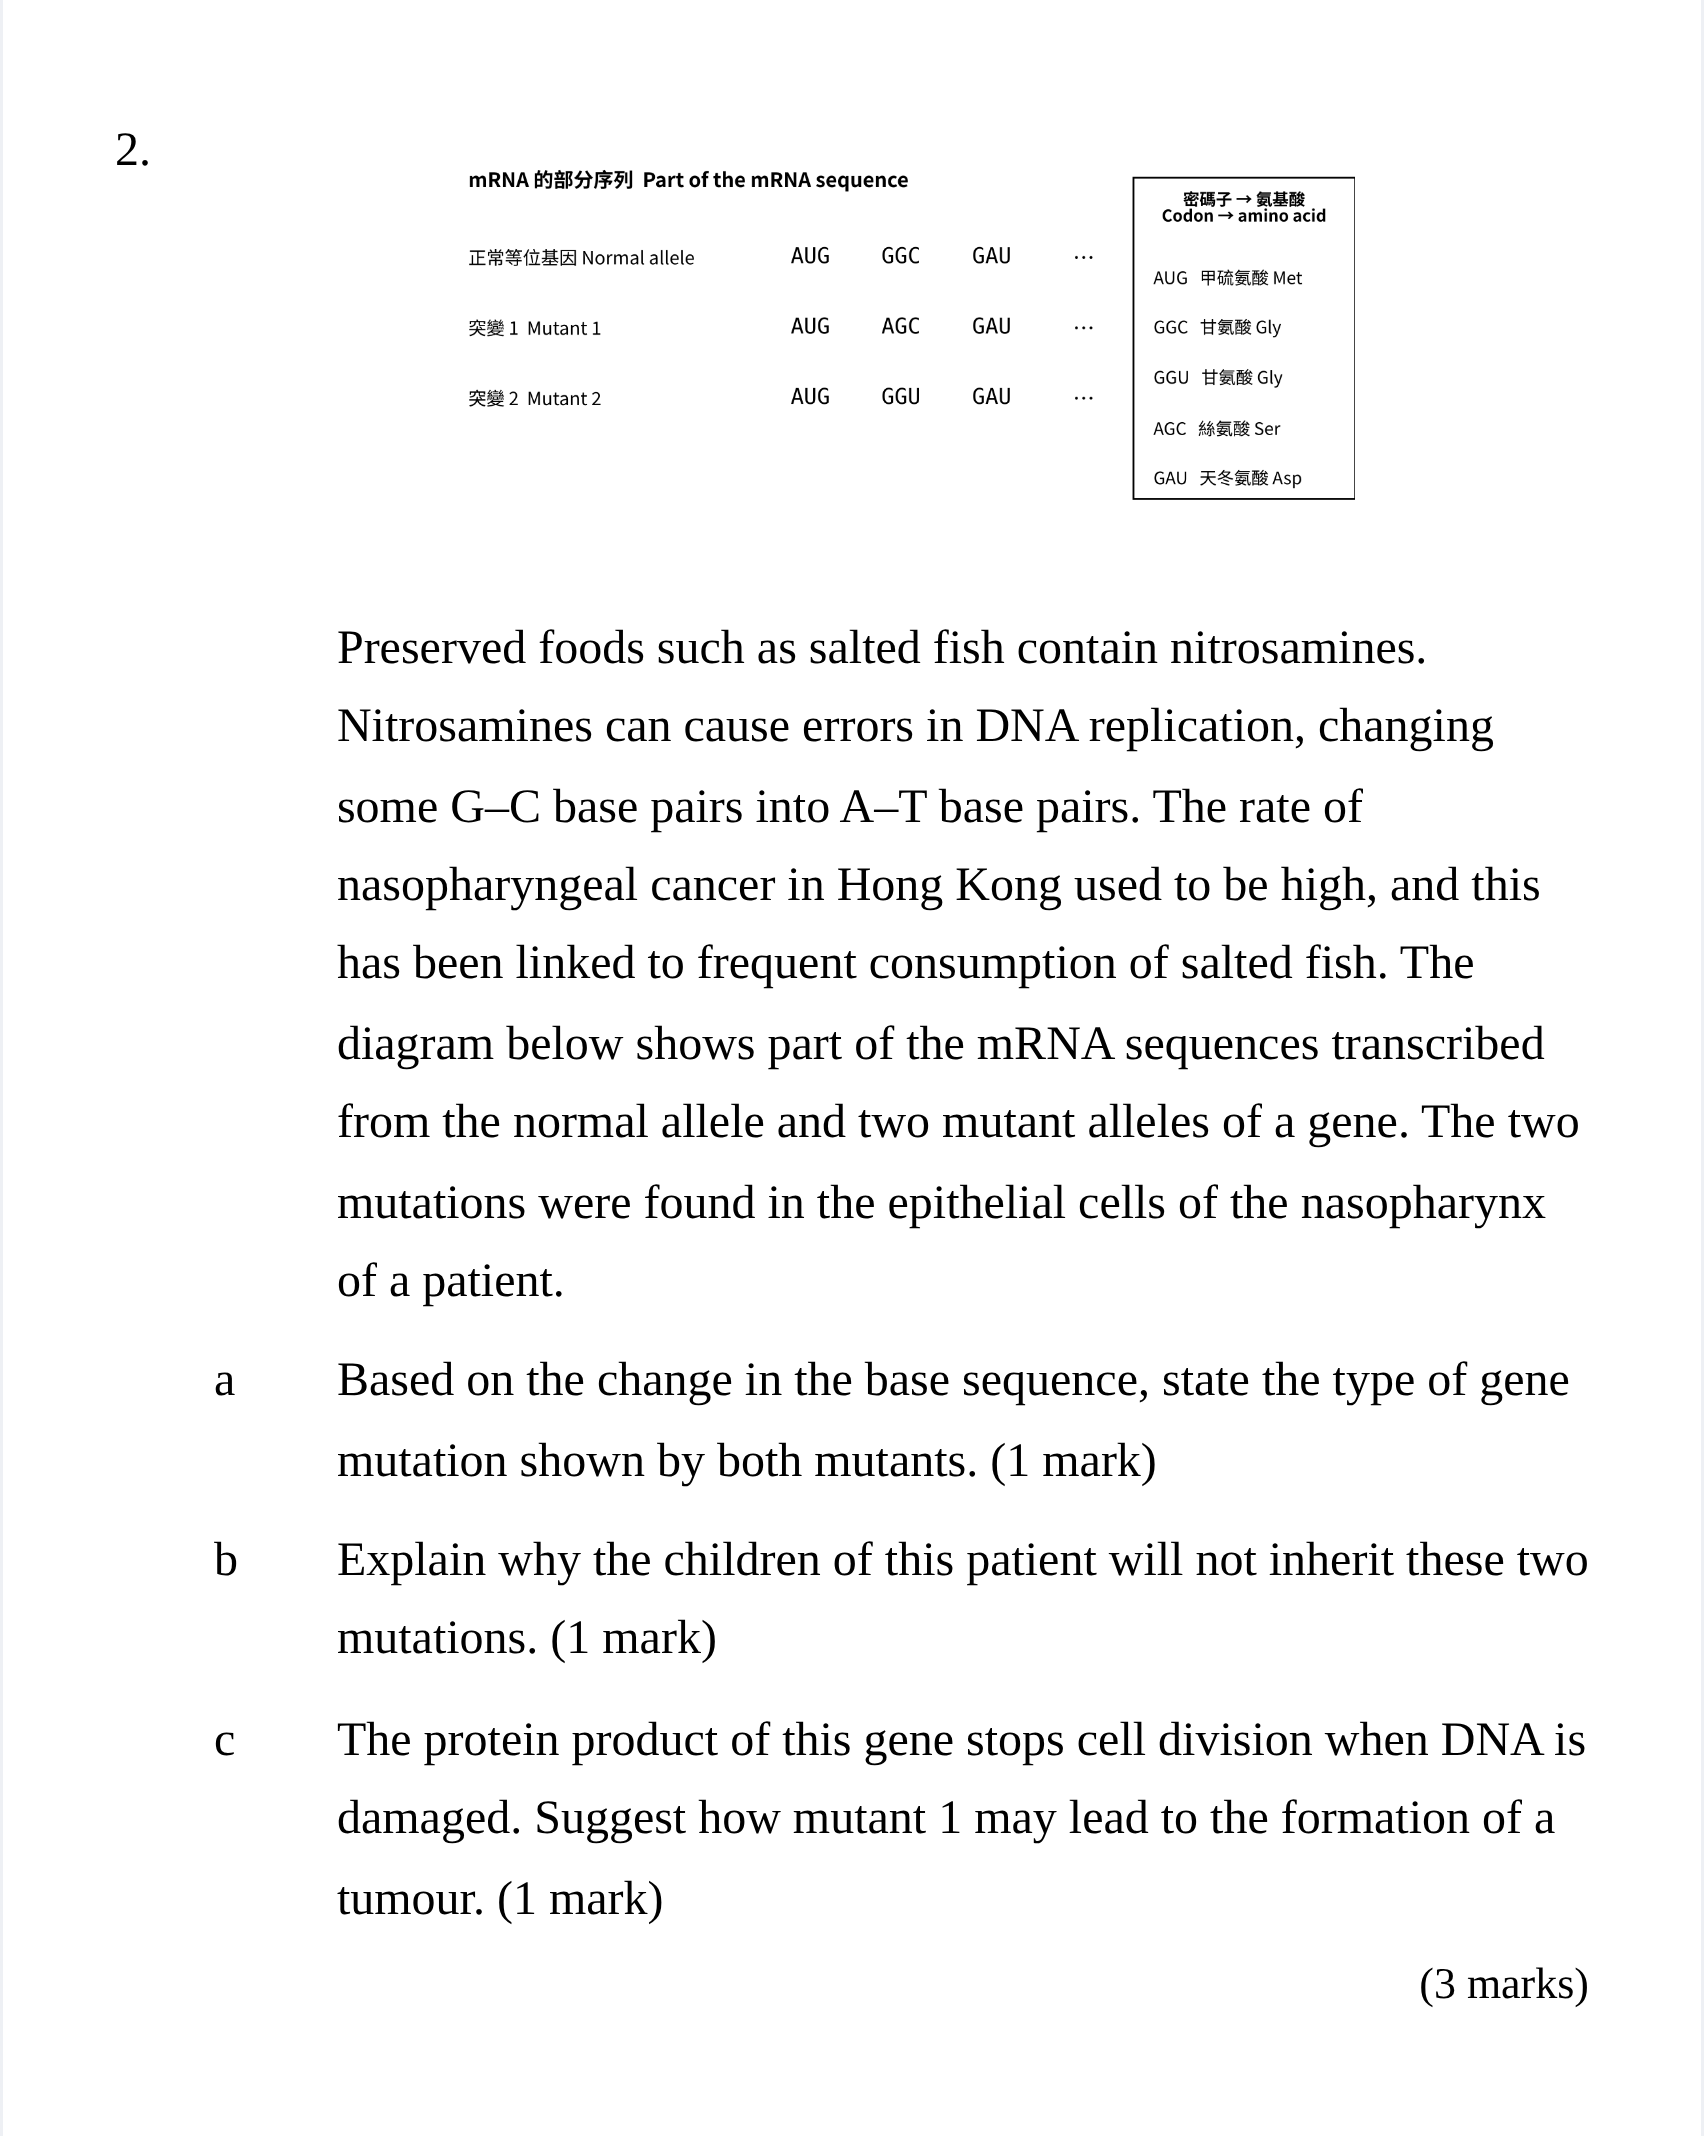 2.
mRNA 的部分序列 Part of the mRNA sequence
密碼子 → 氨基酸
Codon → amino acid
正常等位基因 Normal allele AUG GGC GAU ...
AUG 甲硫氨酸 Met
突變 1 Mutant 1 AUG AGC GAU ...
GGC 甘氨酸 Gly
GGU 甘氨酸 Gly
突變 2 Mutant 2 AUG GGU GAU ...
AGC 絲氨酸 Ser
GAU 天冬氨酸 Asp
Preserved foods such as salted fish contain nitrosamines.
Nitrosamines can cause errors in DNA replication, changing
some G–C base pairs into A–T base pairs. The rate of
nasopharyngeal cancer in Hong Kong used to be high, and this
has been linked to frequent consumption of salted fish. The
diagram below shows part of the mRNA sequences transcribed
from the normal allele and two mutant alleles of a gene. The two
mutations were found in the epithelial cells of the nasopharynx
of a patient.
a Based on the change in the base sequence, state the type of gene
mutation shown by both mutants. (1 mark)
b Explain why the children of this patient will not inherit these two
mutations. (1 mark)
c The protein product of this gene stops cell division when DNA is
damaged. Suggest how mutant 1 may lead to the formation of a
tumour. (1 mark)
(3 marks)